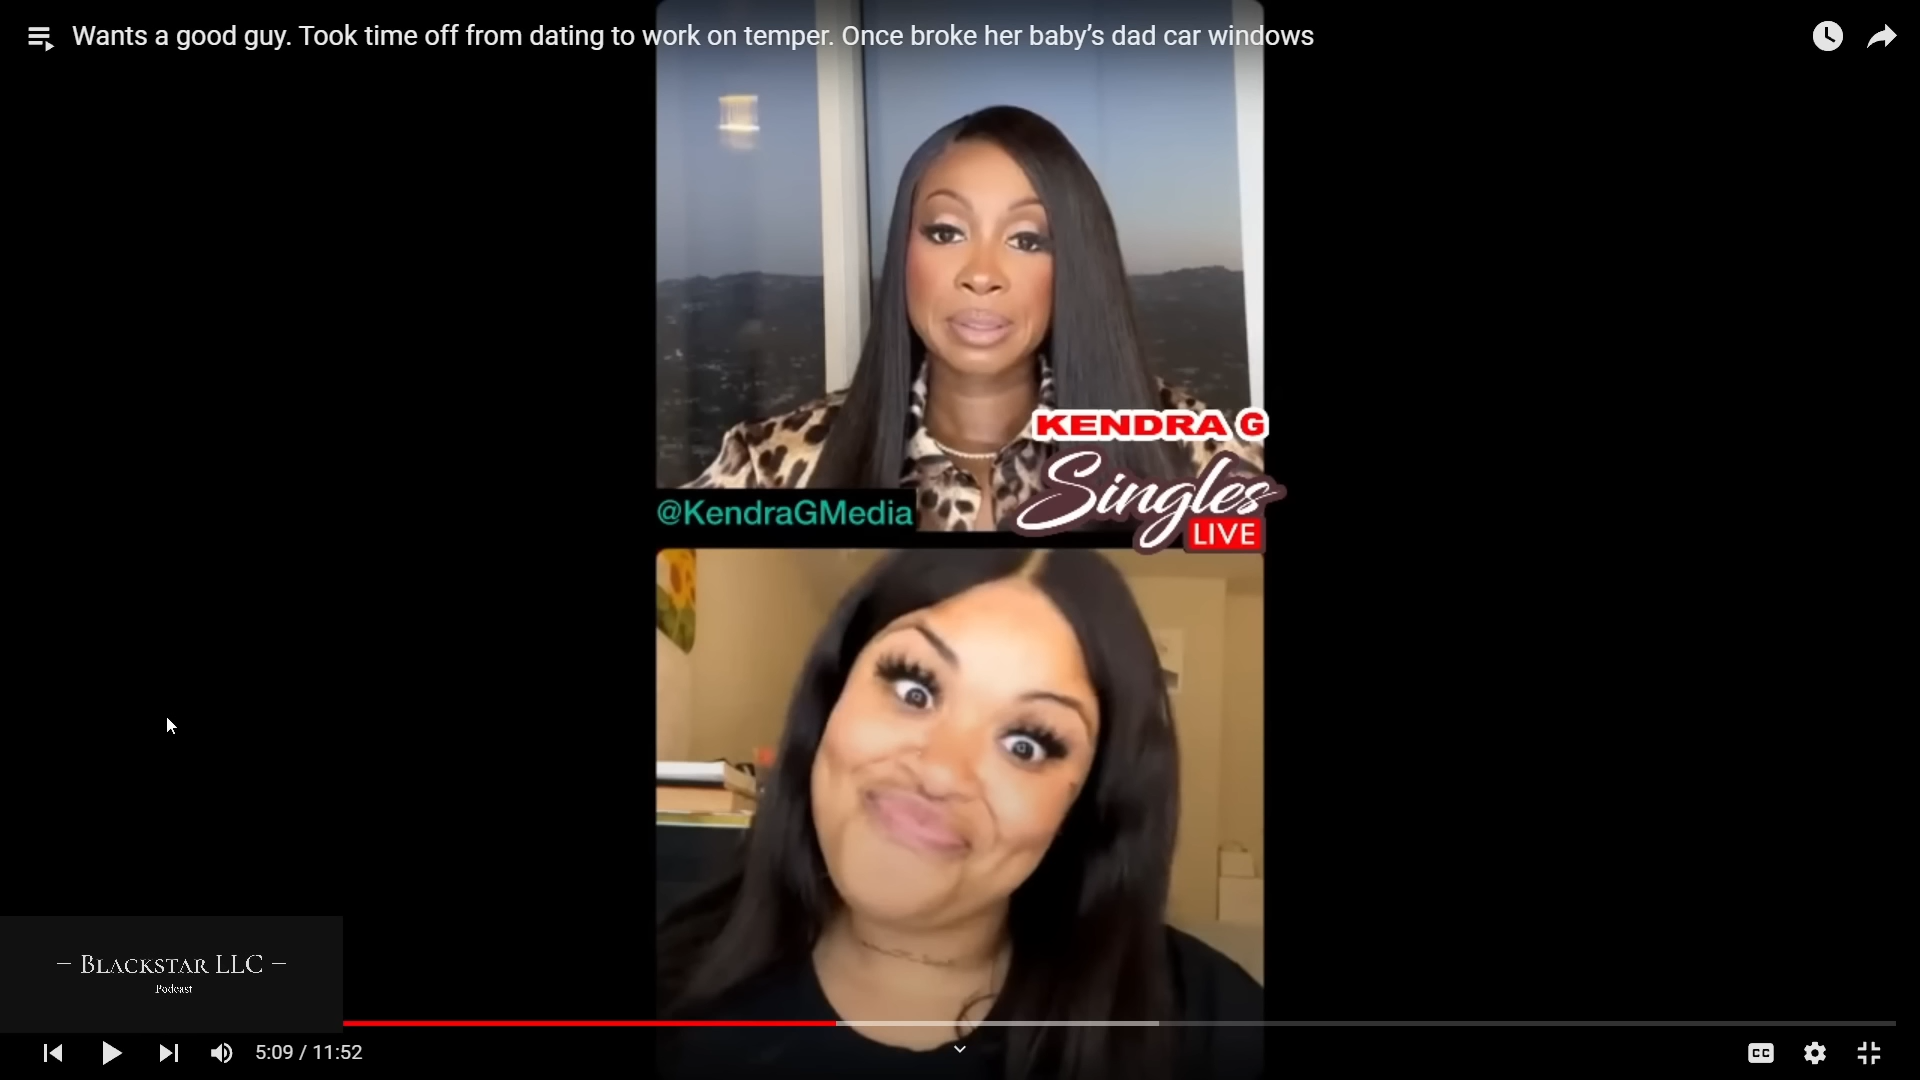 Wants a good guy. Took time off from dating to work on temper. Once broke her baby’s dad car windows
KENDRA G
Singles
LIVE
@KendraGMedia
– BLACKSTAR LLC –
Podcast
5:09 / 11:52
CC